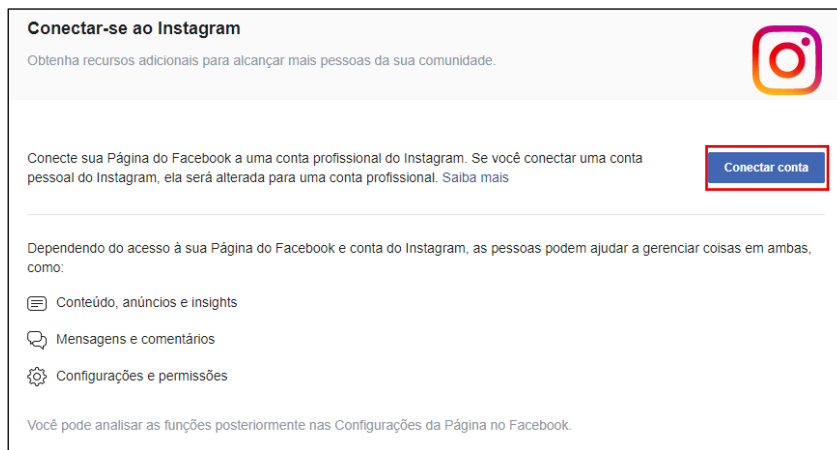 Conectar-se ao Instagram
Obtenha recursos adicionais para alcançar mais pessoas da sua comunidade.
Conecte sua Página do Facebook a uma conta profissional do Instagram. Se você conectar uma conta
pessoal do Instagram, ela será alterada para uma conta profissional. Saiba mais
Conectar conta
Dependendo do acesso à sua Página do Facebook e conta do Instagram, as pessoas podem ajudar a gerenciar coisas em ambas,
como:
Conteúdo, anúncios e insights
Mensagens e comentários
Configurações e permissões
Você pode analisar as funções posteriormente nas Configurações da Página no Facebook.